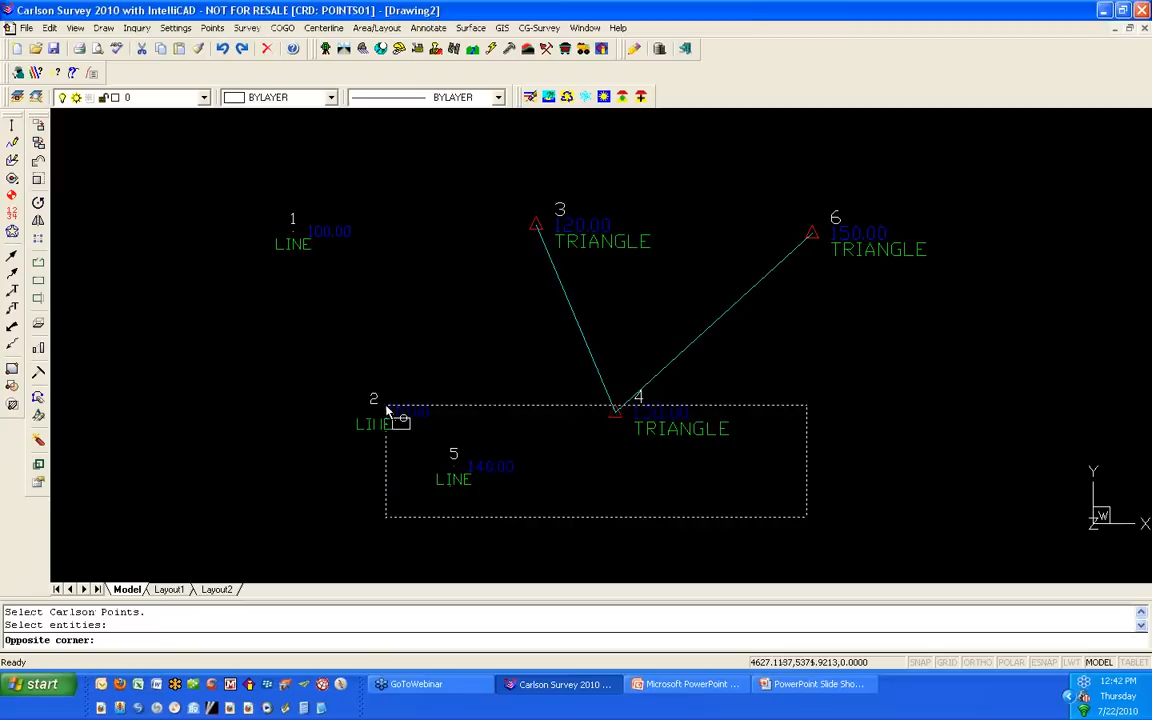 Carlson Survey 2010 with IntelliCAD - NOT FOR RESALE [CRD: POINTS01] - [Drawing2]
File Edit View Draw Inquiry Settings Points Survey COGO Centerline Area/Layout Annotate Surface GIS CG-Survey Window Help
0 BYLAYER BYLAYER
1
100.00
LINE
3
120.00
TRIANGLE
6
150.00
TRIANGLE
2
LINE
4
TRIANGLE
5
140.00
LINE
Y
W
Z X
Model Layout1 Layout2
Select Carlson Points.
Select entities:
Opposite corner:
Ready 4627.1187,5375.9213,0.0000 SNAP GRID ORTHO POLAR ESNAP LWT MODEL TABLET
start GoToWebinar Carlson Survey 2010 ... Microsoft PowerPoint ... PowerPoint Slide Sho...
12:42 PM
Thursday
7/22/2010